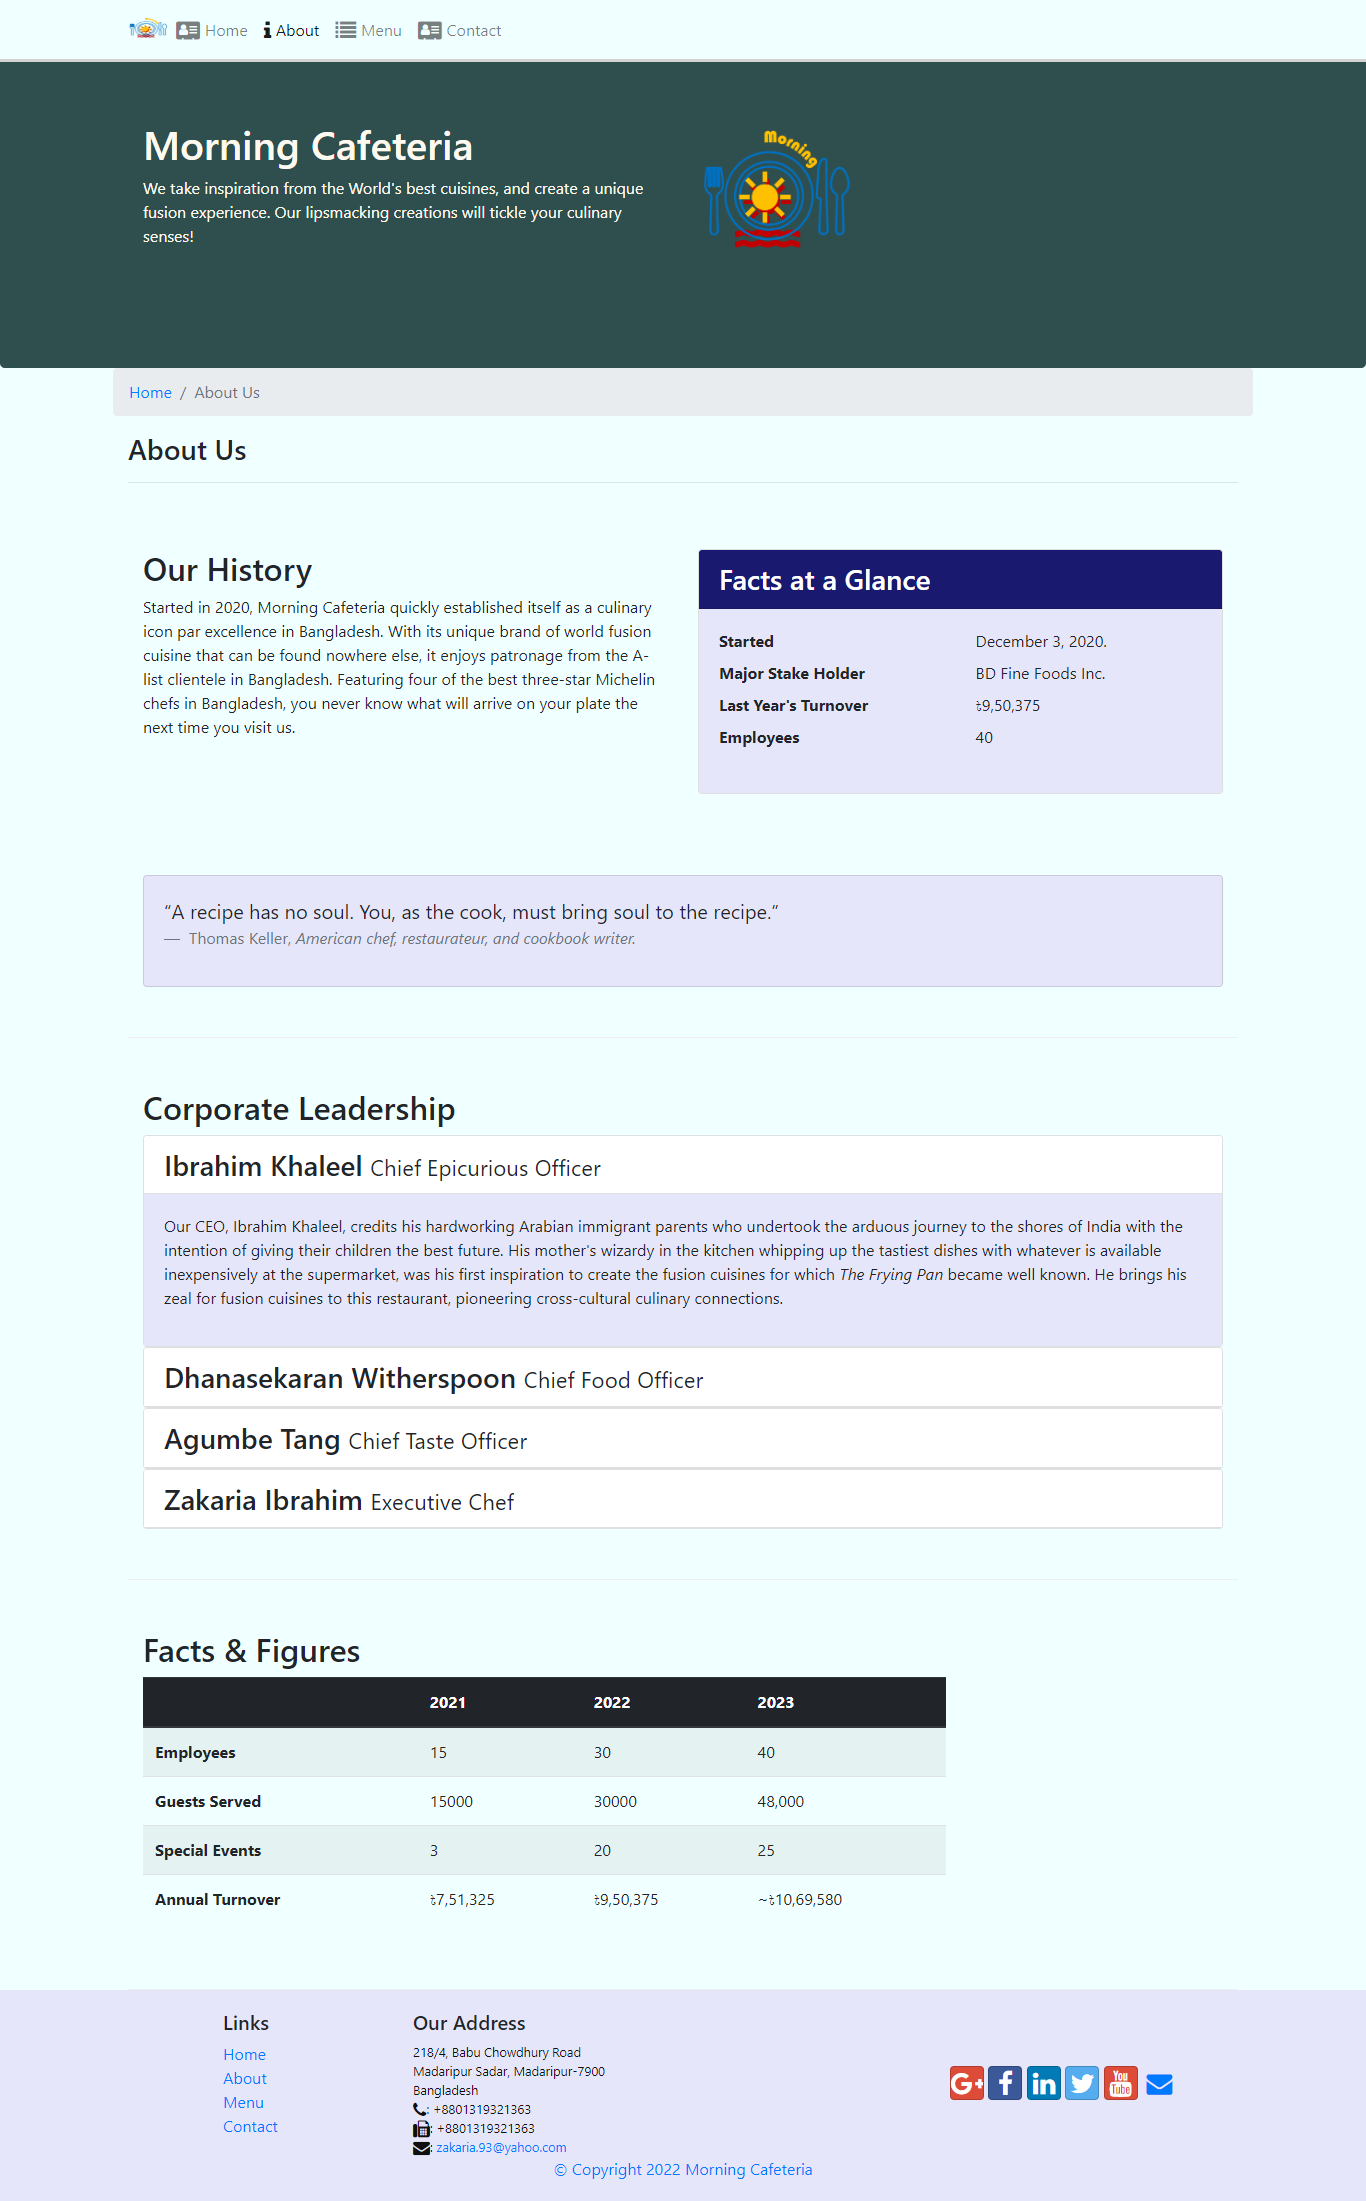 Home About Menu Contact
Morning Cafeteria
We take inspiration from the World's best cuisines, and create a unique
fusion experience. Our lipsmacking creations will tickle your culinary
senses!
Morning
Home / About Us
About Us
Our History
Started in 2020, Morning Cafeteria quickly established itself as a culinary
icon par excellence in Bangladesh. With its unique brand of world fusion
cuisine that can be found nowhere else, it enjoys patronage from the A-
list clientele in Bangladesh. Featuring four of the best three-star Michelin
chefs in Bangladesh, you never know what will arrive on your plate the
next time you visit us.
Facts at a Glance
Started December 3, 2020.
Major Stake Holder BD Fine Foods Inc.
Last Year's Turnover ৳9,50,375
Employees 40
“A recipe has no soul. You, as the cook, must bring soul to the recipe.”
— Thomas Keller, American chef, restaurateur, and cookbook writer.
Corporate Leadership
Ibrahim Khaleel Chief Epicurious Officer
Our CEO, Ibrahim Khaleel, credits his hardworking Arabian immigrant parents who undertook the arduous journey to the shores of India with the
intention of giving their children the best future. His mother's wizardy in the kitchen whipping up the tastiest dishes with whatever is available
inexpensively at the supermarket, was his first inspiration to create the fusion cuisines for which The Frying Pan became well known. He brings his
zeal for fusion cuisines to this restaurant, pioneering cross-cultural culinary connections.
Dhanasekaran Witherspoon Chief Food Officer
Agumbe Tang Chief Taste Officer
Zakaria Ibrahim Executive Chef
Facts & Figures
2021 2022 2023
Employees 15 30 40
Guests Served 15000 30000 48,000
Special Events 3 20 25
Annual Turnover ৳7,51,325 ৳9,50,375 ~৳10,69,580
Links
Home
About
Menu
Contact
Our Address
218/4, Babu Chowdhury Road
Madaripur Sadar, Madaripur-7900
Bangladesh
: +8801319321363
: +8801319321363
: zakaria.93@yahoo.com
G+ f in You Tube
© Copyright 2022 Morning Cafeteria